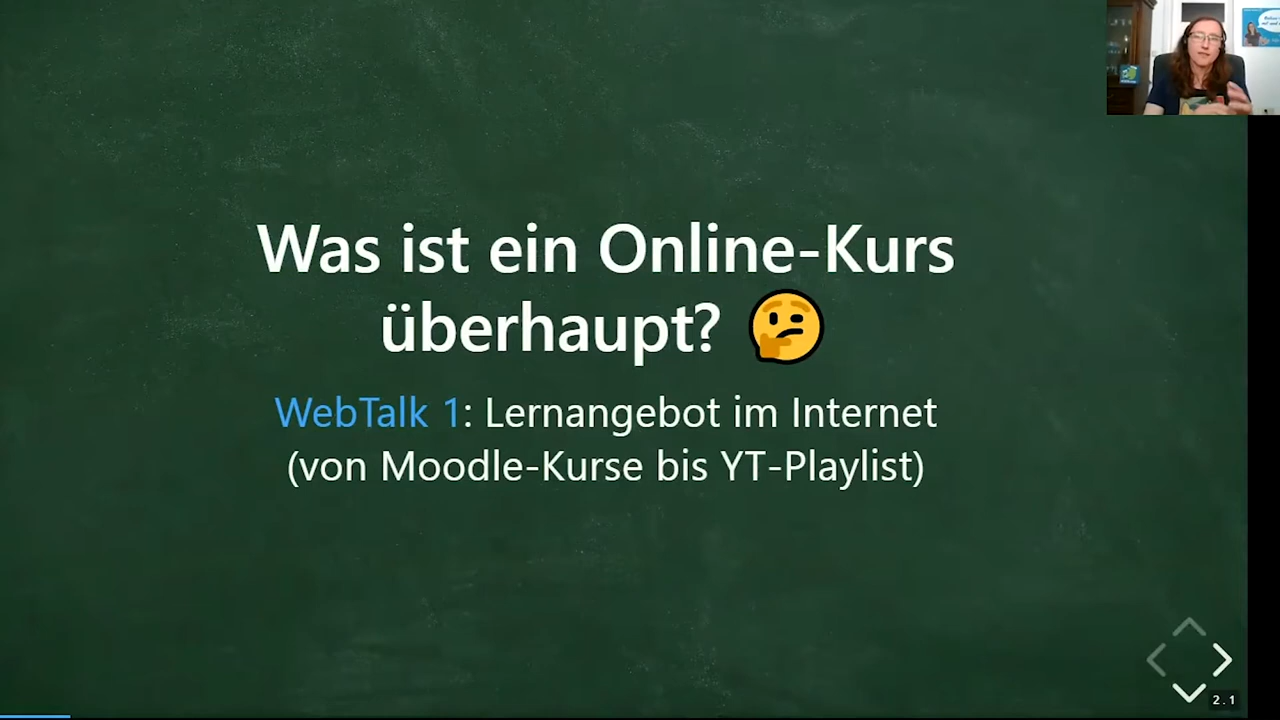 Was ist ein Online-Kurs
überhaupt? 🤔
WebTalk 1: Lernangebot im Internet
(von Moodle-Kurse bis YT-Playlist)
2.1